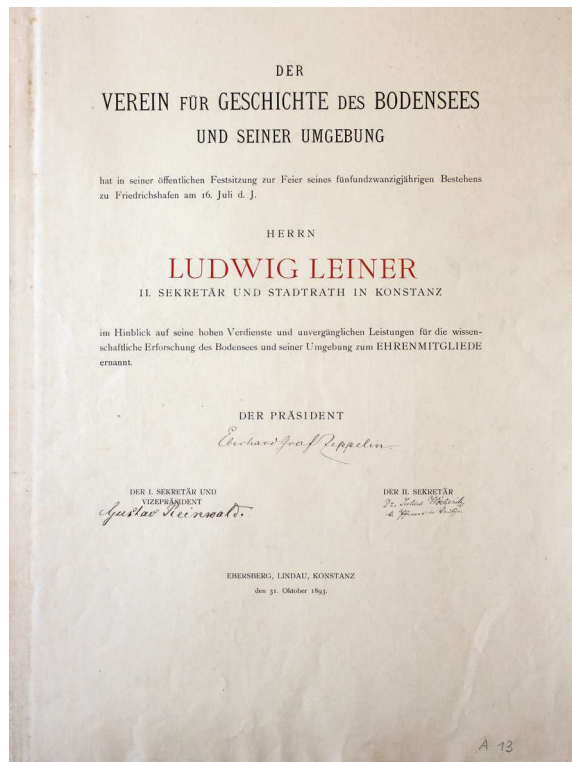 DER
VEREIN FÜR GESCHICHTE DES BODENSEES
UND SEINER UMGEBUNG
hat in seiner öffentlichen Festsitzung zur Feier seines fünfundzwanzigjährigen Bestehens
zu Friedrichshafen am 16. Juli d. J.
HERRN
LUDWIG LEINER
II. SEKRETÄR UND STADTRATH IN KONSTANZ
im Hinblick auf seine hohen Verdienste und unvergänglichen Leistungen für die wissen-
schaftliche Erforschung des Bodensees und seiner Umgebung zum EHRENMITGLIEDE
ernannt.
DER PRÄSIDENT
Eberhard Graf Zeppelin
DER I. SEKRETÄR UND
VIZEPRÄSIDENT
Gustav Reinwald.
DER II. SEKRETÄR
Dr.
EBERSBERG, LINDAU, KONSTANZ
den 31. Oktober 1893.
A 13